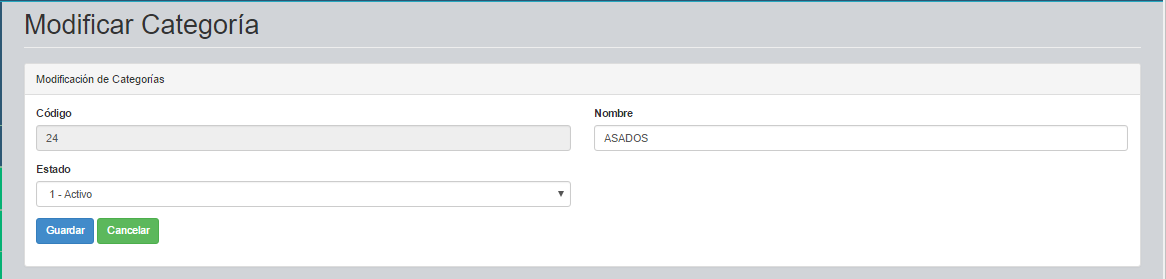 Modificar Categoría
Modificación de Categorías
Código
Nombre
24
ASADOS
Estado
1 - Activo
Guardar
Cancelar